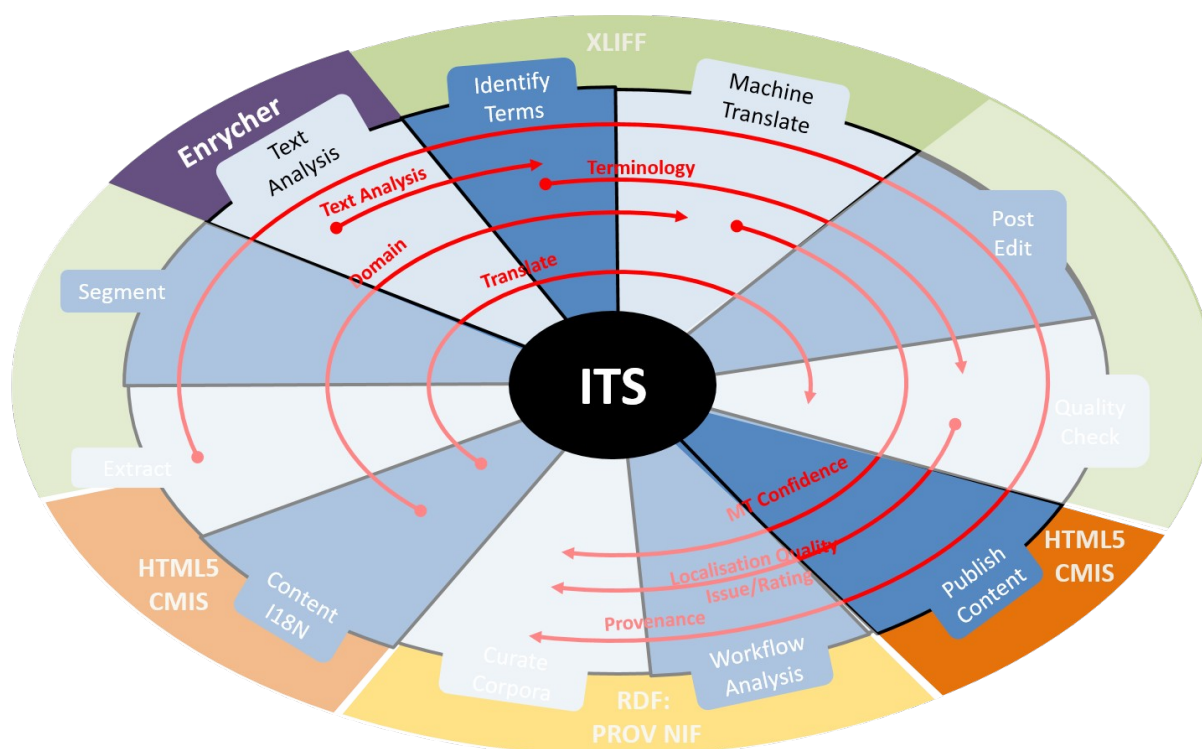 XLIFF
Enrycher
Text
Analysis
Identify
Terms
Machine
Translate
Text Analysis
Terminology
Domain
Translate
Segment
Post
Edit
ITS
Extract
Quality
Check
MT Confidence
Localisation Quality
Issue/Rating
Provenance
HTML5
CMIS
Content
I18N
Curate
Corpora
Workflow
Analysis
Publish
Content
HTML5
CMIS
RDF:
PROV NIF